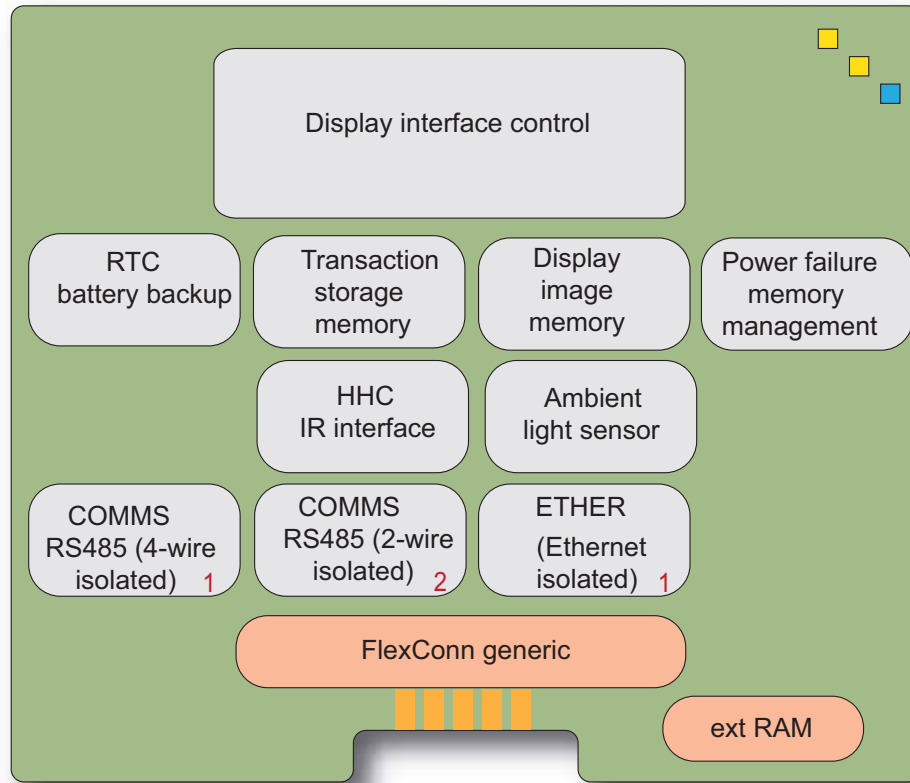 Display interface control
RTC
battery backup
Transaction
storage
memory
Display
image
memory
Power failure
memory
management
HHC
IR interface
Ambient
light sensor
COMMS
RS485 (4-wire
isolated) 1
COMMS
RS485 (2-wire
isolated) 2
ETHER
(Ethernet
isolated) 1
FlexConn generic
ext RAM